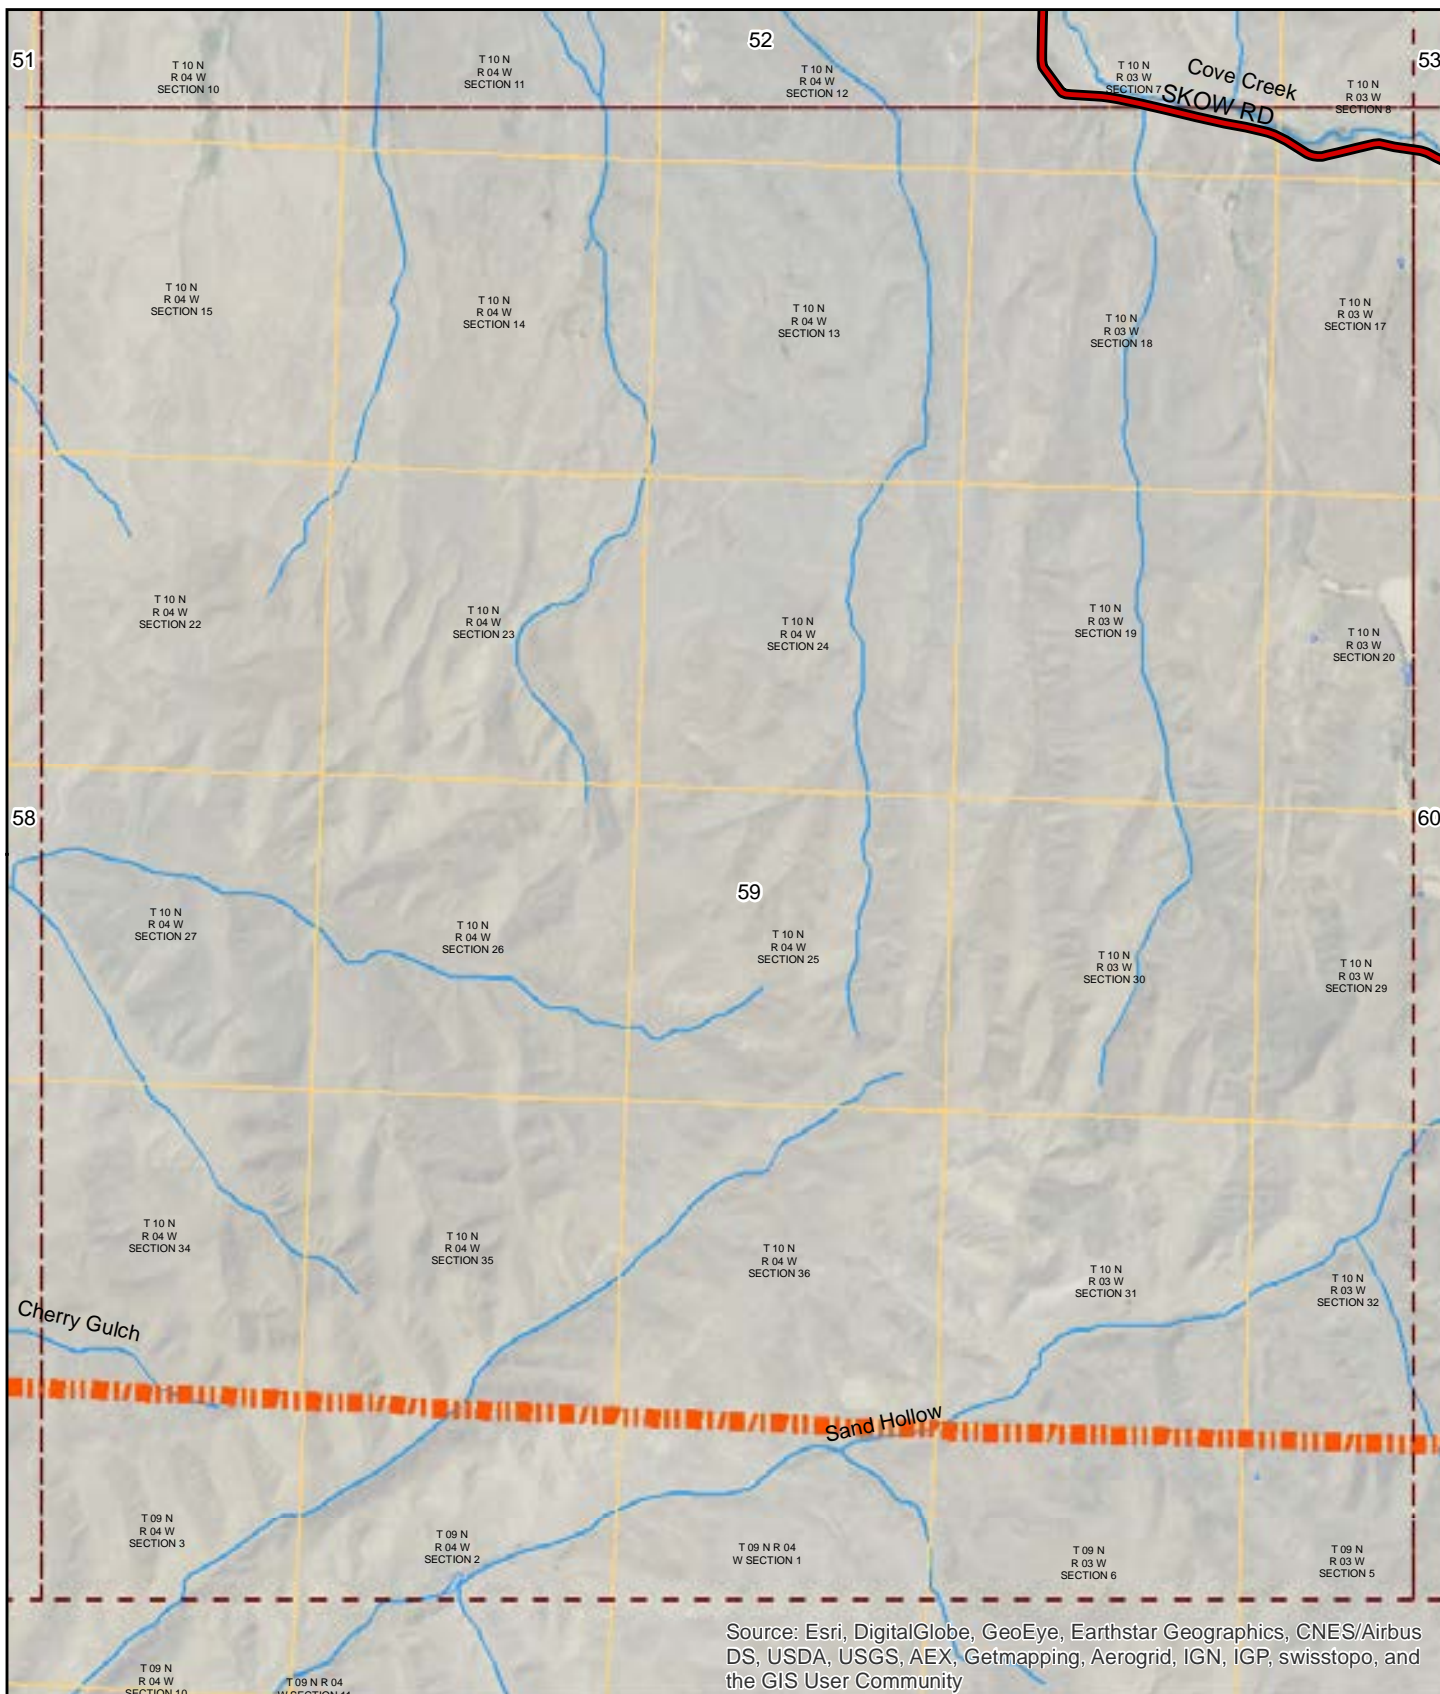 51
52
53
T 10 N
R 04 W
SECTION 10
T 10 N
R 04 W
SECTION 11
T 10 N
R 04 W
SECTION 12
T 10 N
R 03 W
SECTION 7
Cove Creek
SKOW RD
T 10 N
R 03 W
SECTION 8
T 10 N
R 04 W
SECTION 15
T 10 N
R 04 W
SECTION 14
T 10 N
R 04 W
SECTION 13
T 10 N
R 03 W
SECTION 18
T 10 N
R 03 W
SECTION 17
T 10 N
R 04 W
SECTION 22
T 10 N
R 04 W
SECTION 23
T 10 N
R 04 W
SECTION 24
T 10 N
R 03 W
SECTION 19
T 10 N
R 03 W
SECTION 20
58
59
60
T 10 N
R 04 W
SECTION 27
T 10 N
R 04 W
SECTION 26
T 10 N
R 04 W
SECTION 25
T 10 N
R 03 W
SECTION 30
T 10 N
R 03 W
SECTION 29
T 10 N
R 04 W
SECTION 34
T 10 N
R 04 W
SECTION 35
T 10 N
R 04 W
SECTION 36
T 10 N
R 03 W
SECTION 31
T 10 N
R 03 W
SECTION 32
Cherry Gulch
Sand Hollow
T 09 N
R 04 W
SECTION 3
T 09 N
R 04 W
SECTION 2
T 09 N R 04
W SECTION 1
T 09 N
R 03 W
SECTION 6
T 09 N
R 03 W
SECTION 5
T 09 N
R 04 W
SECTION 10
T 09 N R 04
W SECTION 11
Source: Esri, DigitalGlobe, GeoEye, Earthstar Geographics, CNES/Airbus
DS, USDA, USGS, AEX, Getmapping, Aerogrid, IGN, IGP, swisstopo, and
the GIS User Community